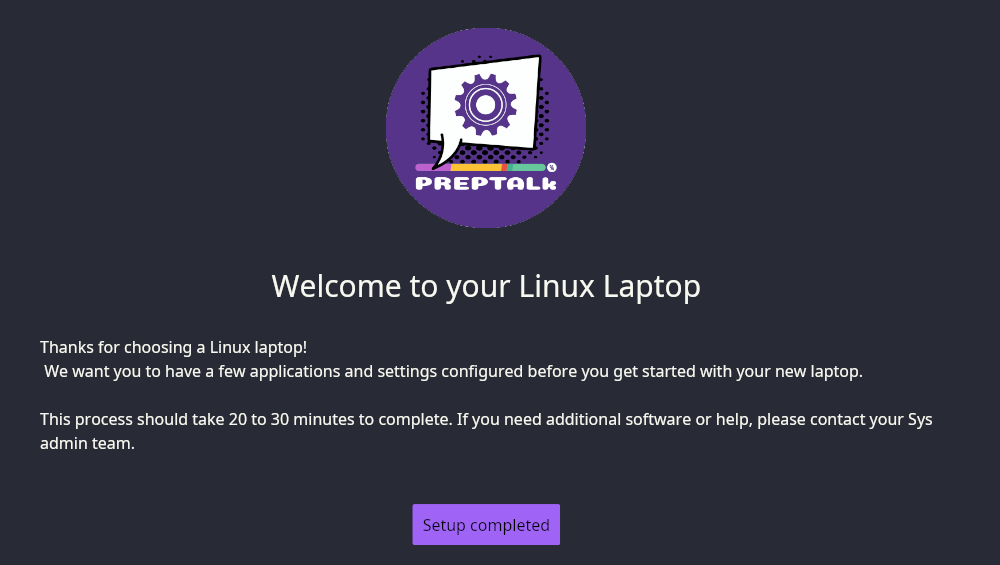 PREPTALK
Welcome to your Linux Laptop
Thanks for choosing a Linux laptop!
We want you to have a few applications and settings configured before you get started with your new laptop.
This process should take 20 to 30 minutes to complete. If you need additional software or help, please contact your Sys
admin team.
Setup completed